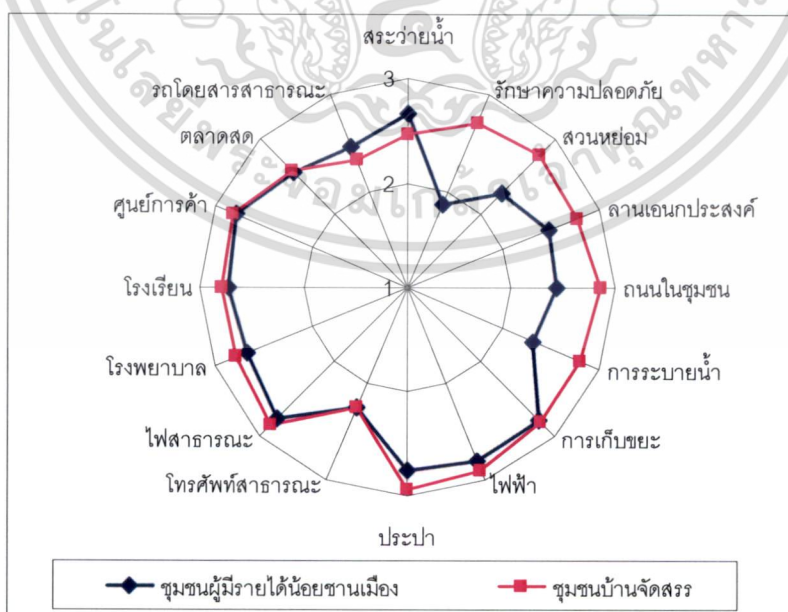 สระว่ายน้ำ
รถโดยสารสาธารณะ
3
รักษาความปลอดภัย
ตลาดสด
สวนหย่อม
ศูนย์การค้า
2
ลานเอนกประสงค์
โรงเรียน
1
ถนนในชุมชน
โรงพยาบาล
การระบายน้ำ
ไฟสาธารณะ
การเก็บขยะ
โทรศัพท์สาธารณะ
ไฟฟ้า
ประปา
ชุมชนผู้มีรายได้น้อยชานเมือง
ชุมชนบ้านจัดสรร